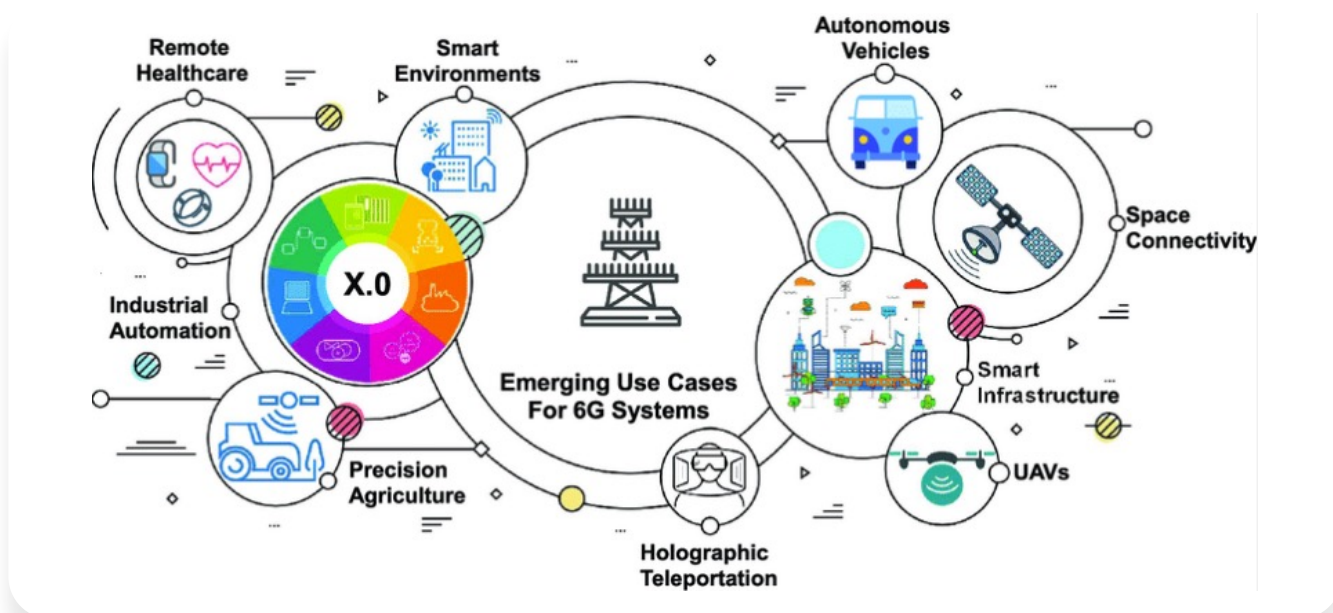 Remote
Healthcare
Smart
Environments
Autonomous
Vehicles
Space
Connectivity
X.0
Industrial
Automation
Emerging Use Cases
For 6G Systems
Smart
Infrastructure
Precision
Agriculture
UAVs
Holographic
Teleportation